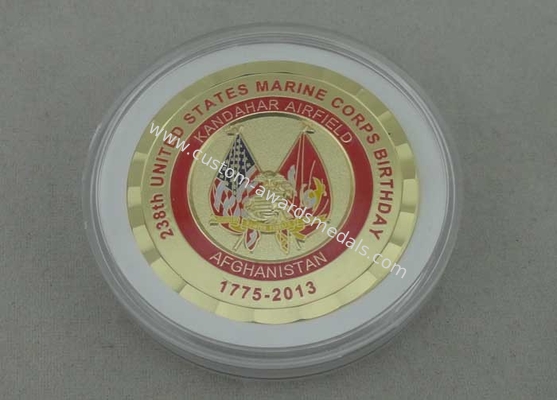 238th UNITED STATES MARINE CORPS BIRTHDAY
KANDAHAR AIRFIELD
AFGHANISTAN
1775-2013
www.custom-awardsmedals.com